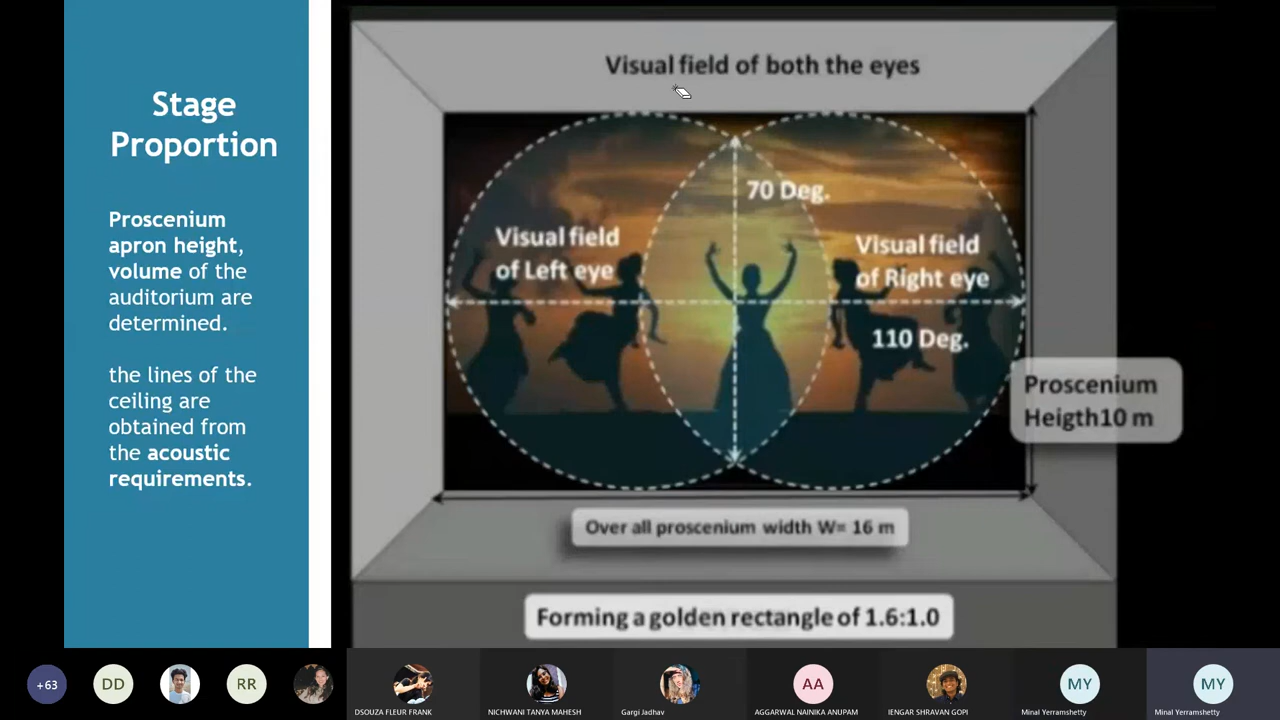 Stage
Proportion
Proscenium
apron height,
volume of the
auditorium are
determined.
the lines of the
ceiling are
obtained from
the acoustic
requirements.
Visual field of both the eyes
70 Deg.
Visual field
of Left eye
Visual field
of Right eye
110 Deg.
Proscenium
Heigth10 m
Over all proscenium width W= 16 m
Forming a golden rectangle of 1.6:1.0
+63
DD
RR
AA
MY
MY
DSOUZA FLEUR FRANK
NICHWANI TANYA MAHESH
Gargi Jadhav
AGGARWAL NAINIKA ANUPAM
IENGAR SHRAVAN GOPI
Minal Yerramshetty
Minal Yerramshetty